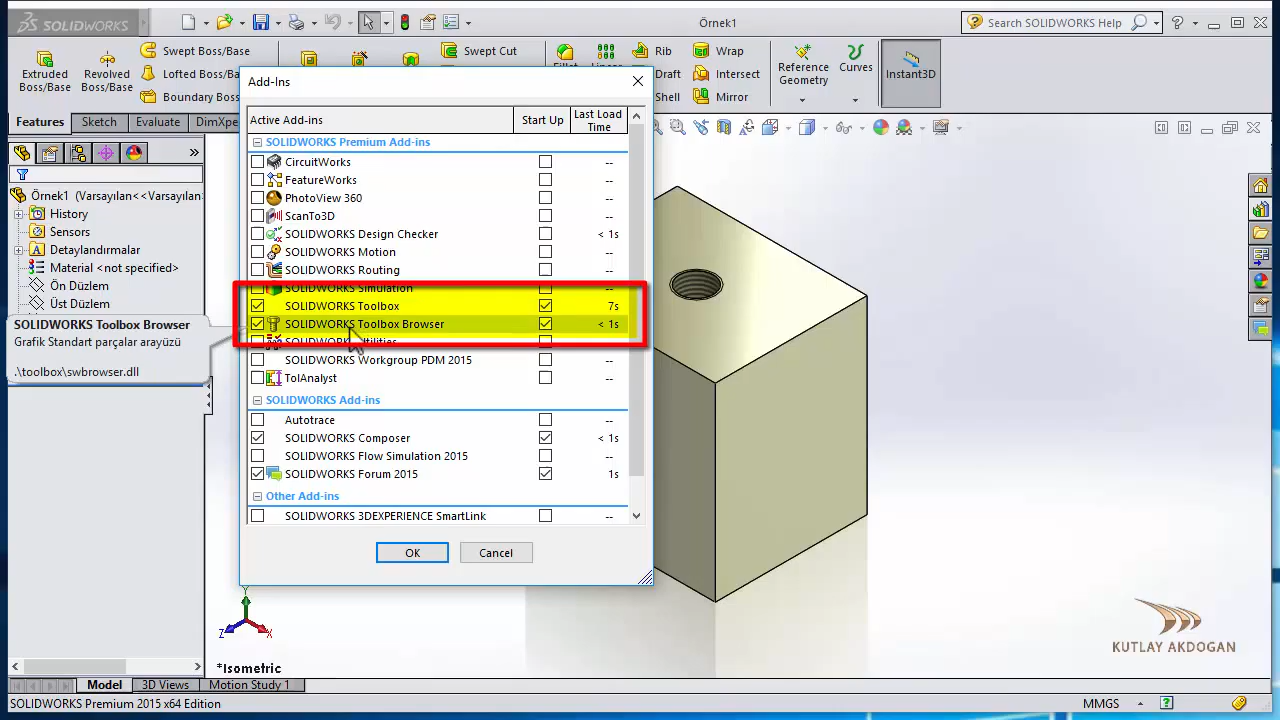 SOLIDWORKS
Örnek1
Search SOLIDWORKS Help
Extruded Boss/Base
Revolved Boss/Base
Swept Boss/Base
Lofted Boss/Ba
Boundary Bos
Swept Cut
Rib
Draft
Shell
Wrap
Intersect
Mirror
Reference Geometry
Curves
Instant3D
Features
Sketch
Evaluate
DimXpe
Örnek1 (Varsayılan<<Varsayılan
History
Sensors
Detaylandırmalar
Material <not specified>
Ön Düzlem
Üst Düzlem
SOLIDWORKS Toolbox Browser
Grafik Standart parçalar arayüzü
.\toolbox\swbrowser.dll
Add-Ins
Active Add-ins
Start Up
Last Load Time
SOLIDWORKS Premium Add-ins
CircuitWorks --
FeatureWorks --
PhotoView 360 --
ScanTo3D --
SOLIDWORKS Design Checker < 1s
SOLIDWORKS Motion --
SOLIDWORKS Routing --
SOLIDWORKS Simulation --
SOLIDWORKS Toolbox 7s
SOLIDWORKS Toolbox Browser < 1s
SOLIDWORKS Utilities --
SOLIDWORKS Workgroup PDM 2015 --
TolAnalyst --
SOLIDWORKS Add-ins
Autotrace --
SOLIDWORKS Composer < 1s
SOLIDWORKS Flow Simulation 2015 --
SOLIDWORKS Forum 2015 1s
Other Add-ins
SOLIDWORKS 3DEXPERIENCE SmartLink --
OK
Cancel
Y
Z
X
*Isometric
KUTLAY AKDOGAN
Model
3D Views
Motion Study 1
SOLIDWORKS Premium 2015 x64 Edition
MMGS